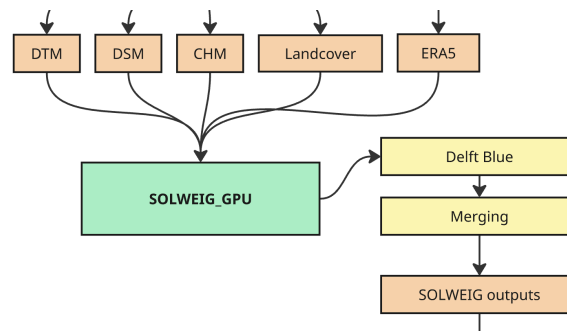 DTM
DSM
CHM
Landcover
ERA5
SOLWEIG_GPU
Delft Blue
Merging
SOLWEIG outputs